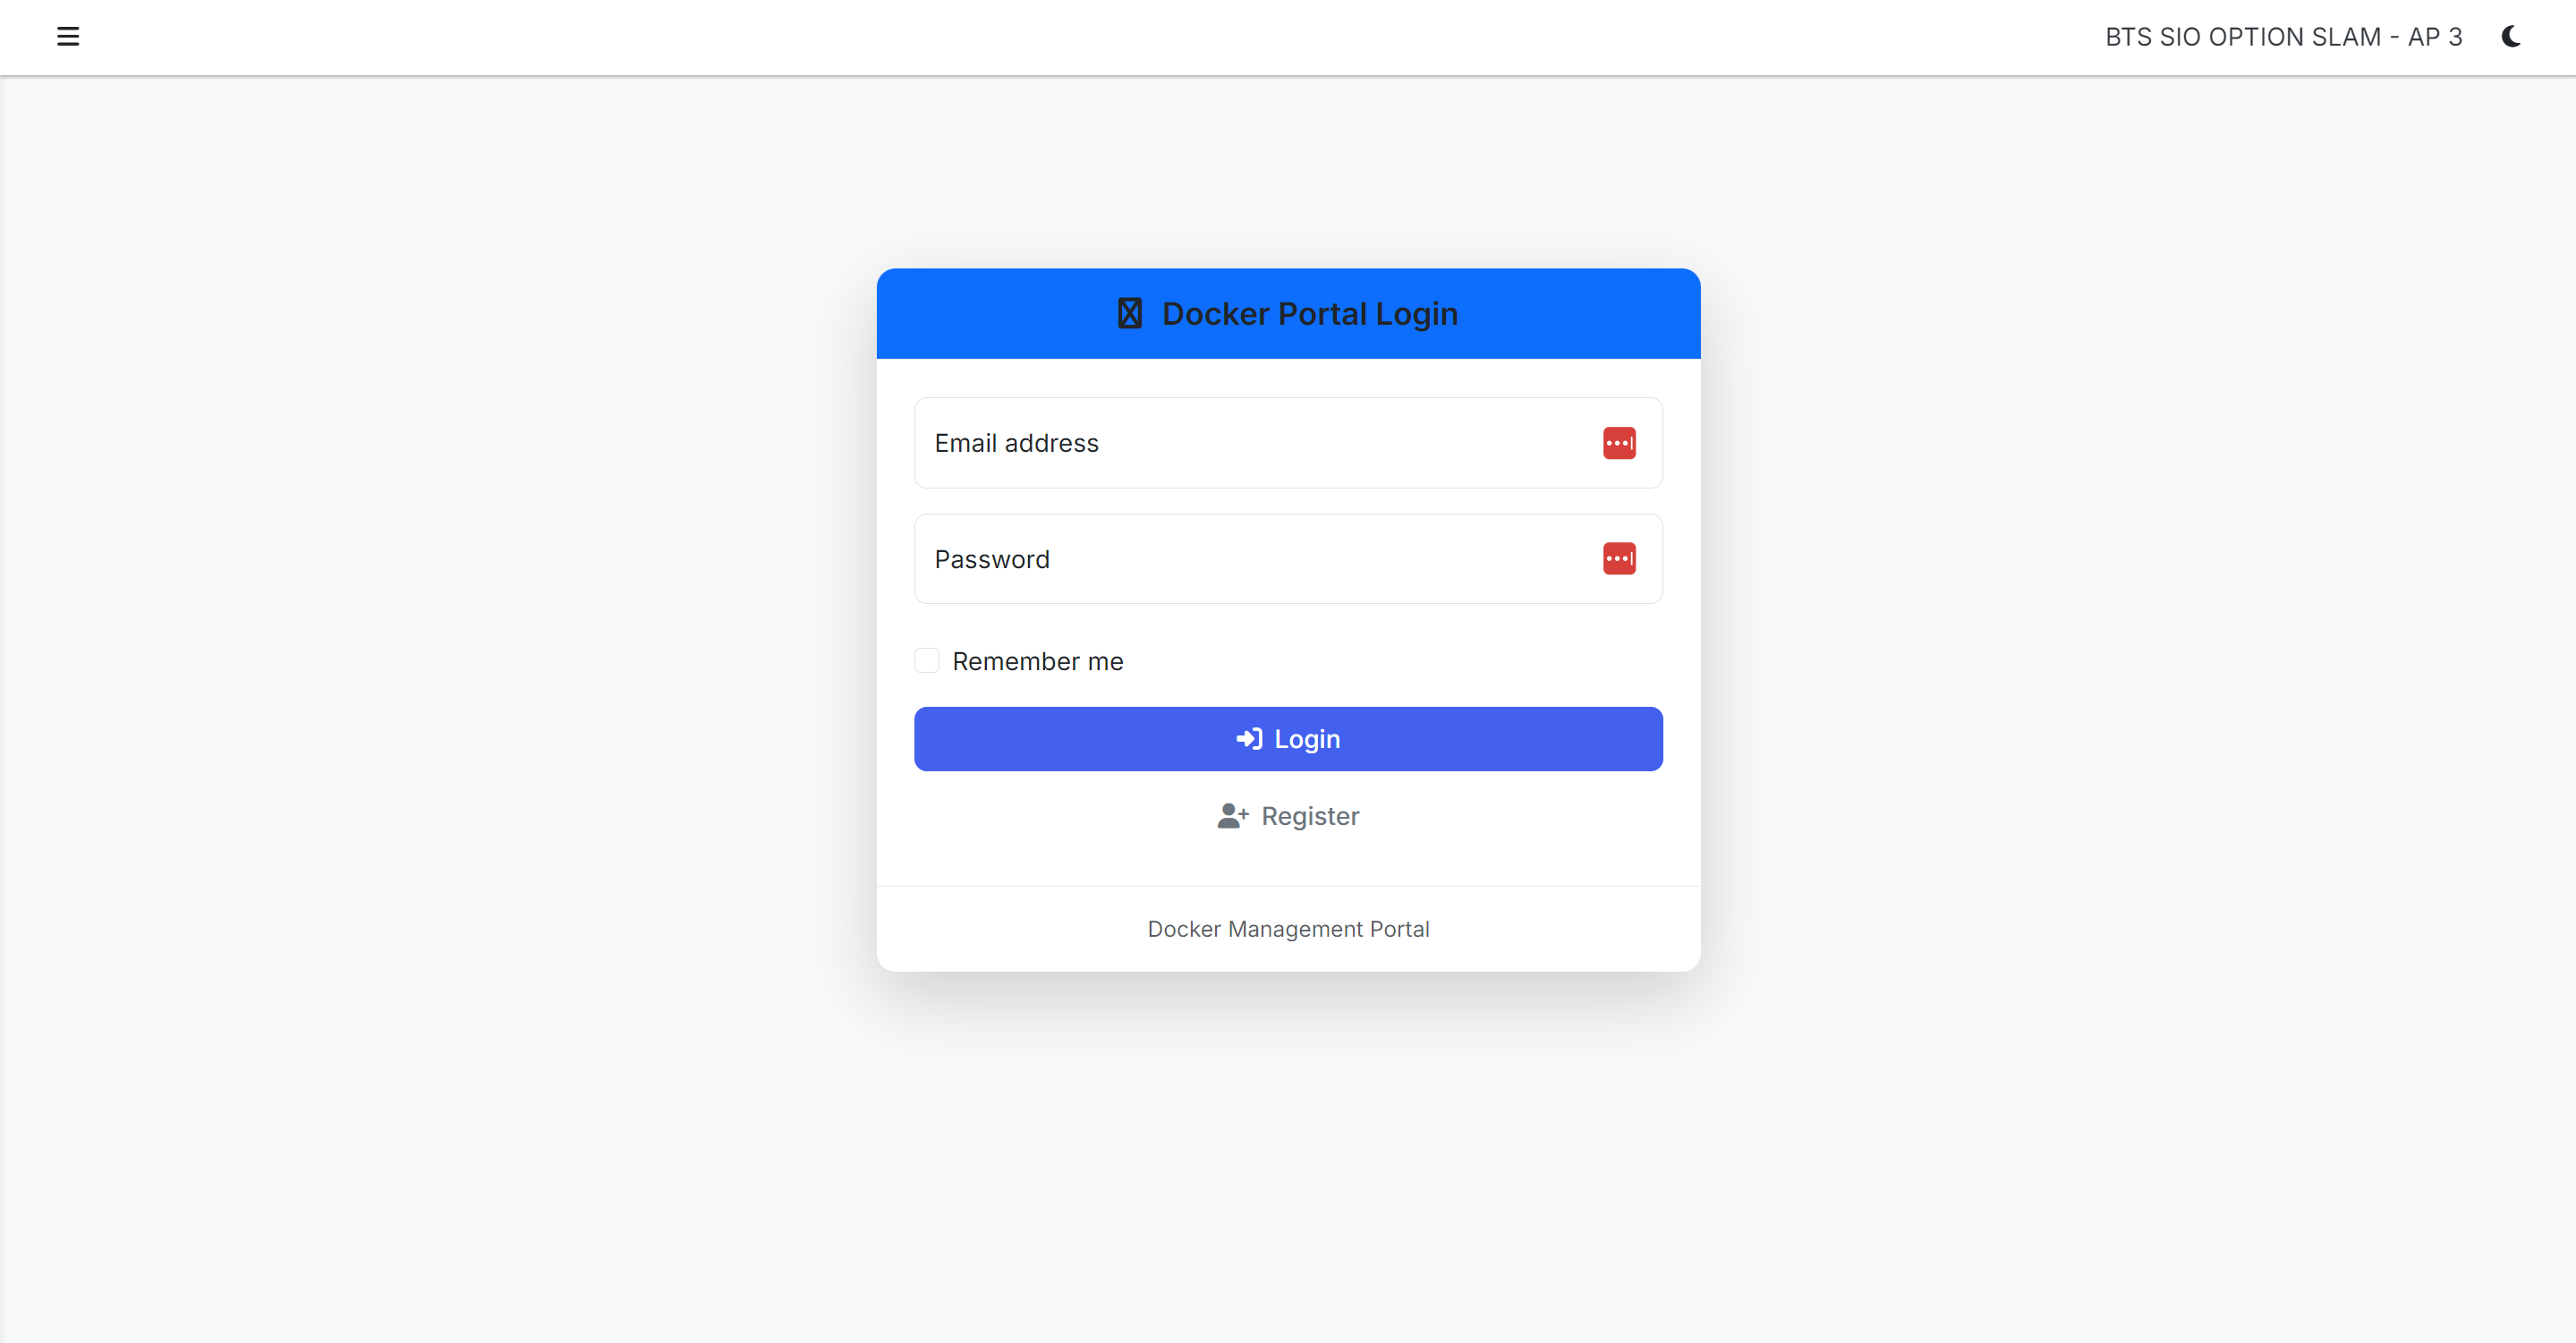 BTS SIO OPTION SLAM - AP 3
Docker Portal Login
Email address
Password
Remember me
Login
Register
Docker Management Portal